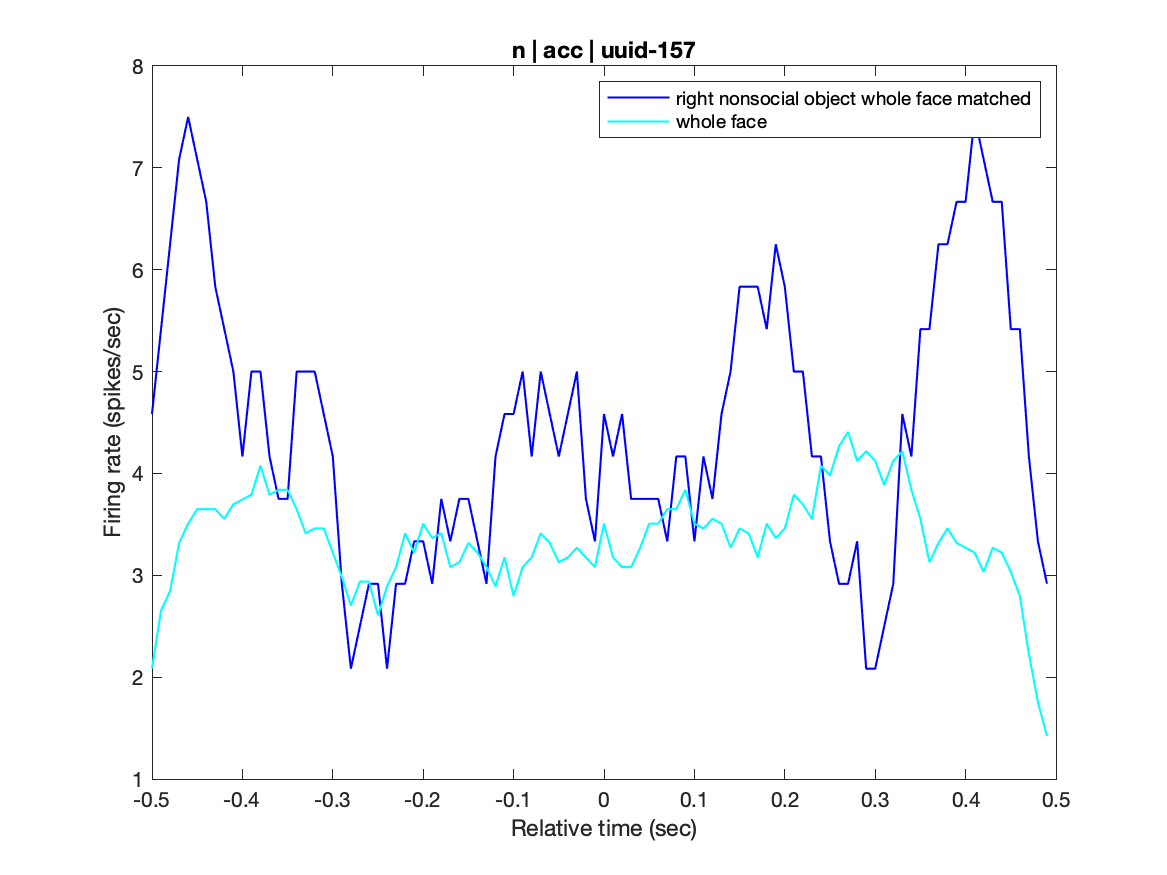 n | acc | uuid-157
right nonsocial object whole face matched
whole face
8
7
6
5
4
3
2
1
Firing rate (spikes/sec)
-0.5 -0.4 -0.3 -0.2 -0.1 0 0.1 0.2 0.3 0.4 0.5
Relative time (sec)